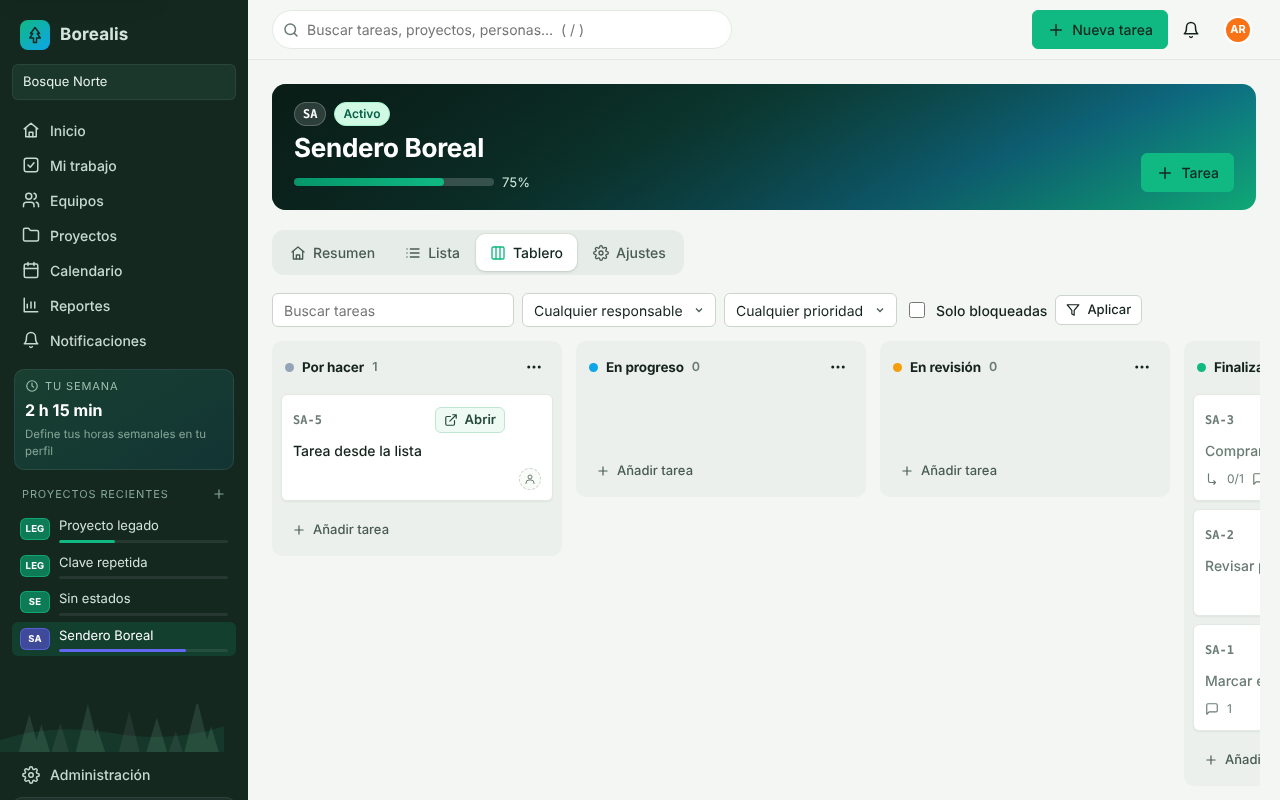 Borealis
Bosque Norte
Inicio
Mi trabajo
Equipos
Proyectos
Calendario
Reportes
Notificaciones
TU SEMANA
2 h 15 min
Define tus horas semanales en tu
perfil
PROYECTOS RECIENTES
LEG Proyecto legado
LEG Clave repetida
SE Sin estados
SA Sendero Boreal
Administración
Buscar tareas, proyectos, personas... ( / )
Nueva tarea
AR
SA Activo
Sendero Boreal
75%
Tarea
Resumen Lista Tablero Ajustes
Buscar tareas Cualquier responsable Cualquier prioridad Solo bloqueadas Aplicar
Por hacer 1
SA-5 Abrir
Tarea desde la lista
Añadir tarea
En progreso 0
Añadir tarea
En revisión 0
Añadir tarea
SA-3
0/1
SA-2
Revisar
SA-1
Marcar
1